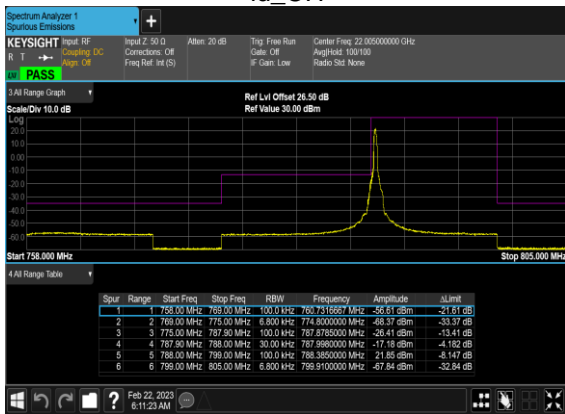 Spectrum Analyzer 1
Spurious Emissions
KEYSIGHT Input: RF
R T
Coupling: DC
Align: Off
Input Z: 50 Ω
Corrections: Off
Freq Ref: Int (S)
Atten: 20 dB
Trig: Free Run
Gate: Off
IF Gain: Low
Center Freq: 22.005000000 GHz
Avg|Hold: 100/100
Radio Std: None
PASS
3 All Range Graph
Ref Lvl Offset 26.50 dB
Scale/Div 10.0 dB
Ref Value 30.00 dBm
Log
20.0
10.0
0.00
-10.0
-20.0
-30.0
-40.0
-50.0
-60.0
Start 758.000 MHz
Stop 805.000 MHz
4 All Range Table
Spur Range Start Freq Stop Freq RBW Frequency Amplitude ΔLimit
1 1 758.00 MHz 769.00 MHz 100.0 kHz 760.7316667 MHz -56.61 dBm -21.61 dB
2 2 769.00 MHz 775.00 MHz 6.800 kHz 774.8000000 MHz -68.37 dBm -33.37 dB
3 3 775.00 MHz 787.90 MHz 100.0 kHz 787.8785000 MHz -26.41 dBm -13.41 dB
4 4 787.90 MHz 788.00 MHz 30.00 kHz 787.9980000 MHz -17.18 dBm -4.182 dB
5 5 788.00 MHz 799.00 MHz 100.0 kHz 788.3850000 MHz 21.85 dBm -8.147 dB
6 6 799.00 MHz 805.00 MHz 6.800 kHz 799.9100000 MHz -67.84 dBm -32.84 dB
Feb 22, 2023
6:11:23 AM